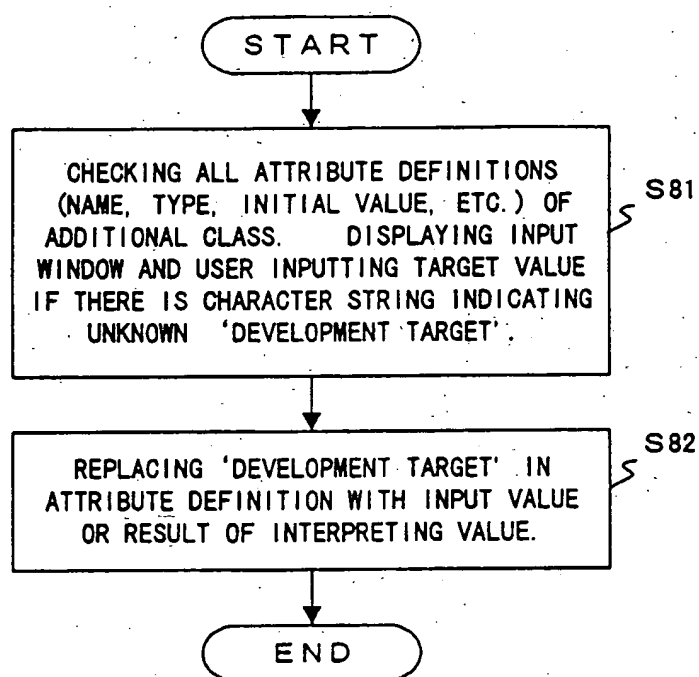 START
CHECKING ALL ATTRIBUTE DEFINITIONS
(NAME, TYPE, INITIAL VALUE, ETC.) OF
ADDITIONAL CLASS. DISPLAYING INPUT
WINDOW AND USER INPUTTING TARGET VALUE
IF THERE IS CHARACTER STRING INDICATING
UNKNOWN 'DEVELOPMENT TARGET'.
S81
REPLACING 'DEVELOPMENT TARGET' IN
ATTRIBUTE DEFINITION WITH INPUT VALUE
OR RESULT OF INTERPRETING VALUE.
S82
END